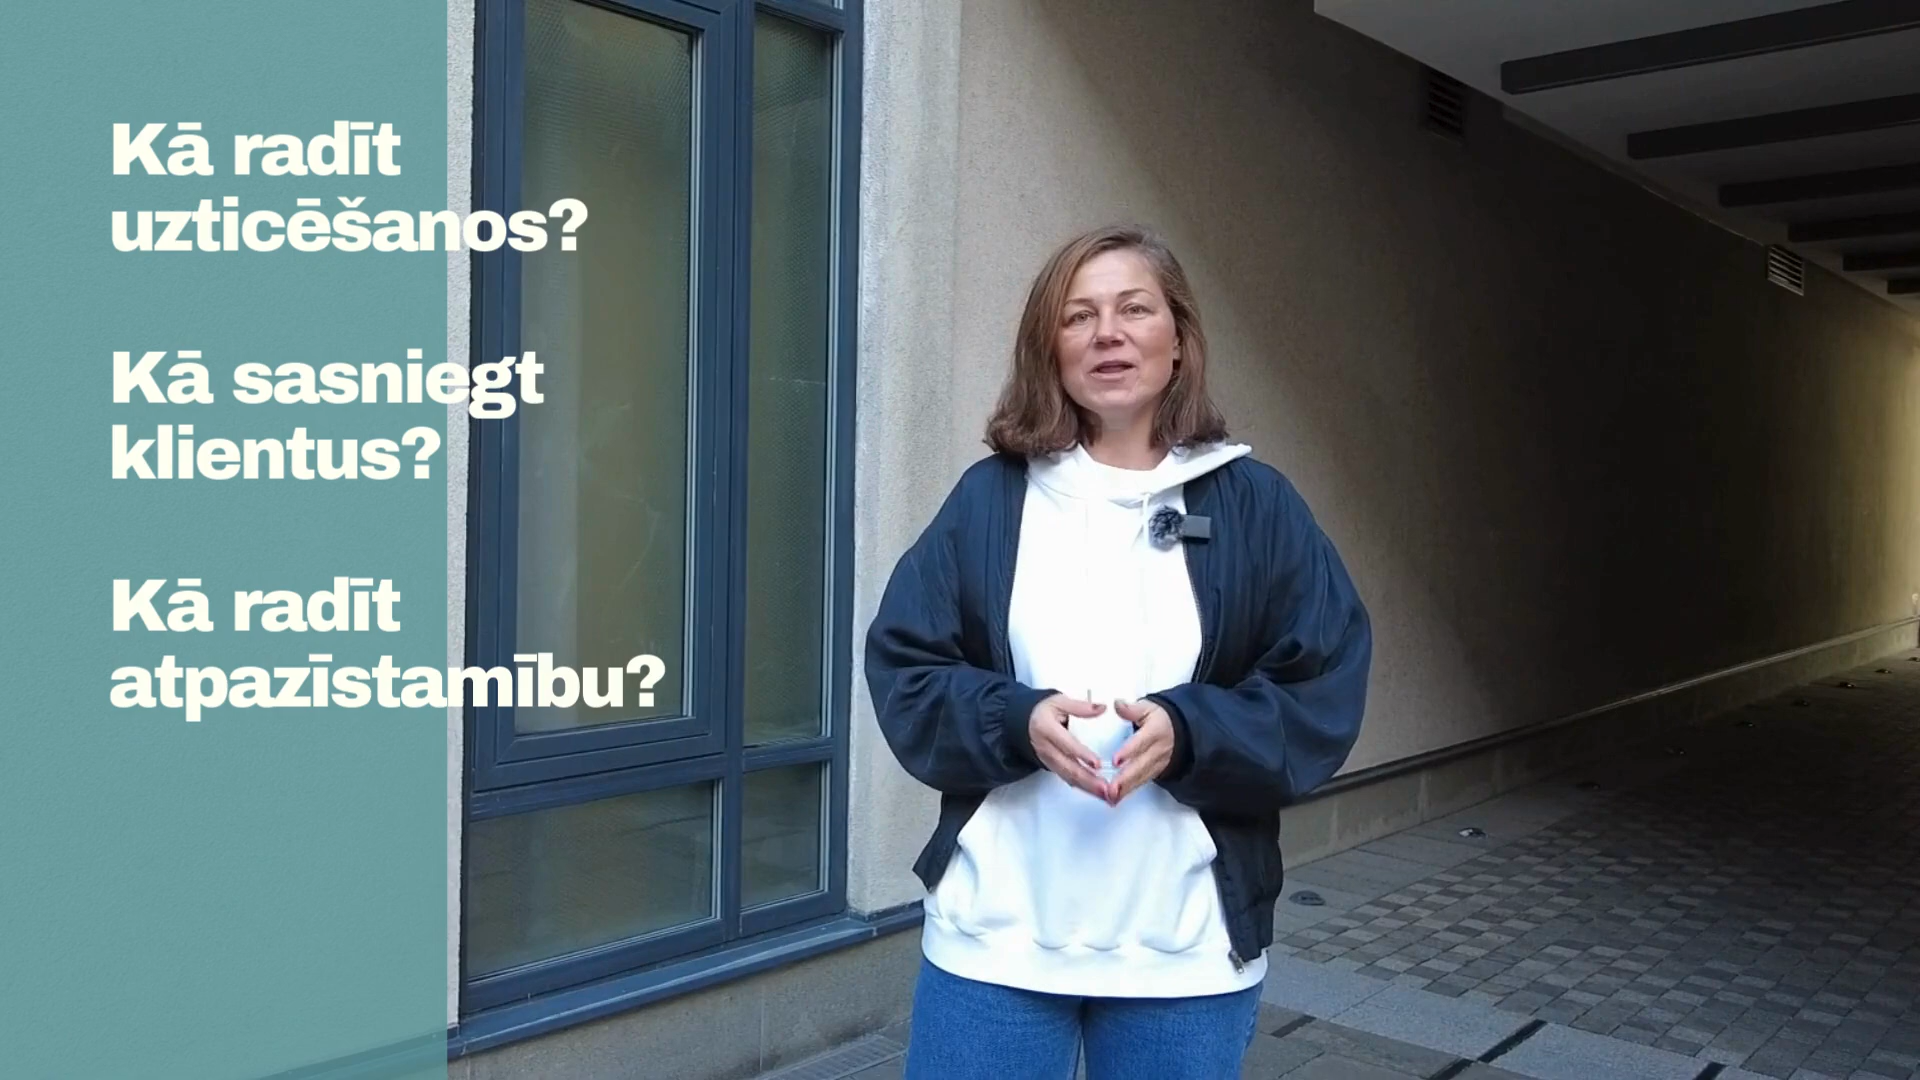 Kā radīt
uzticēšanos?
Kā sasniegt
klientus?
Kā radīt
atpazīstamību?